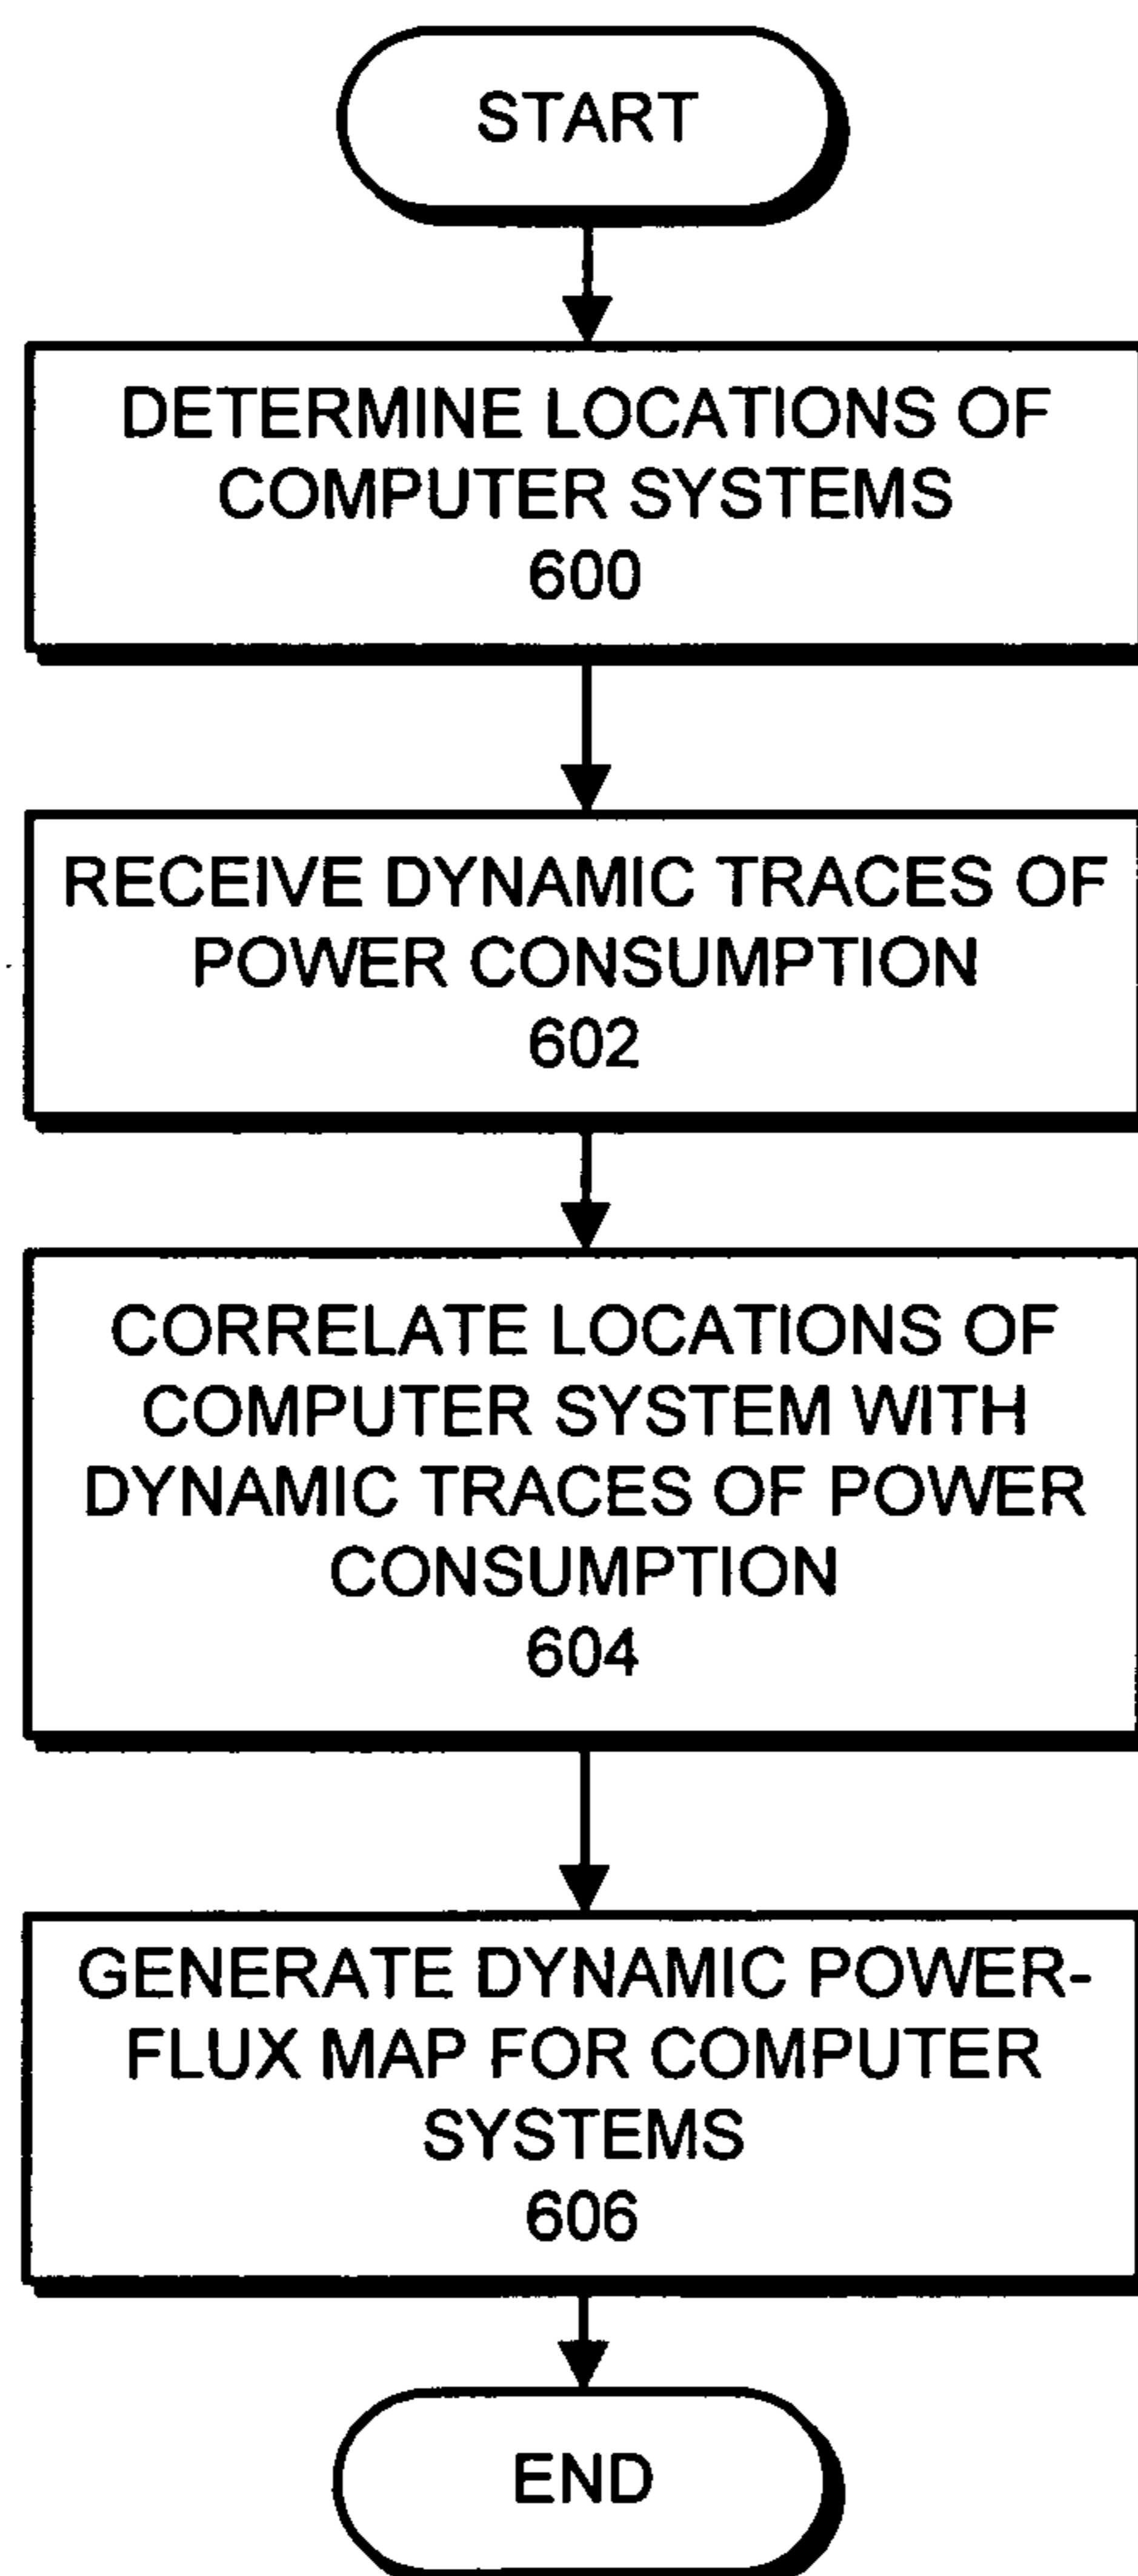 START
DETERMINE LOCATIONS OF
COMPUTER SYSTEMS
600
RECEIVE DYNAMIC TRACES OF
POWER CONSUMPTION
602
CORRELATE LOCATIONS OF
COMPUTER SYSTEM WITH
DYNAMIC TRACES OF POWER
CONSUMPTION
604
GENERATE DYNAMIC POWER-
FLUX MAP FOR COMPUTER
SYSTEMS
606
END